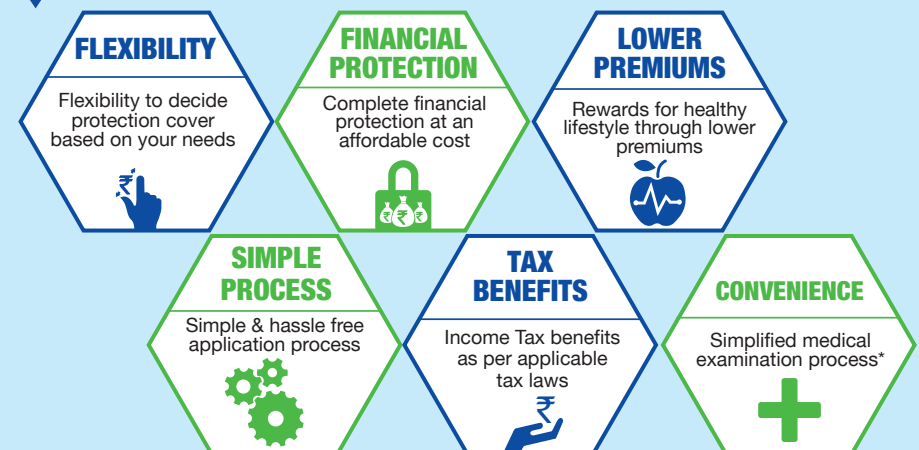 FLEXIBILITY
Flexibility to decide
protection cover
based on your needs
₹
FINANCIAL
PROTECTION
Complete financial
protection at an
affordable cost
₹ ₹ ₹
LOWER
PREMIUMS
Rewards for healthy
lifestyle through lower
premiums
SIMPLE
PROCESS
Simple & hassle free
application process
TAX
BENEFITS
Income Tax benefits
as per applicable
tax laws
₹
CONVENIENCE
Simplified medical
examination process*